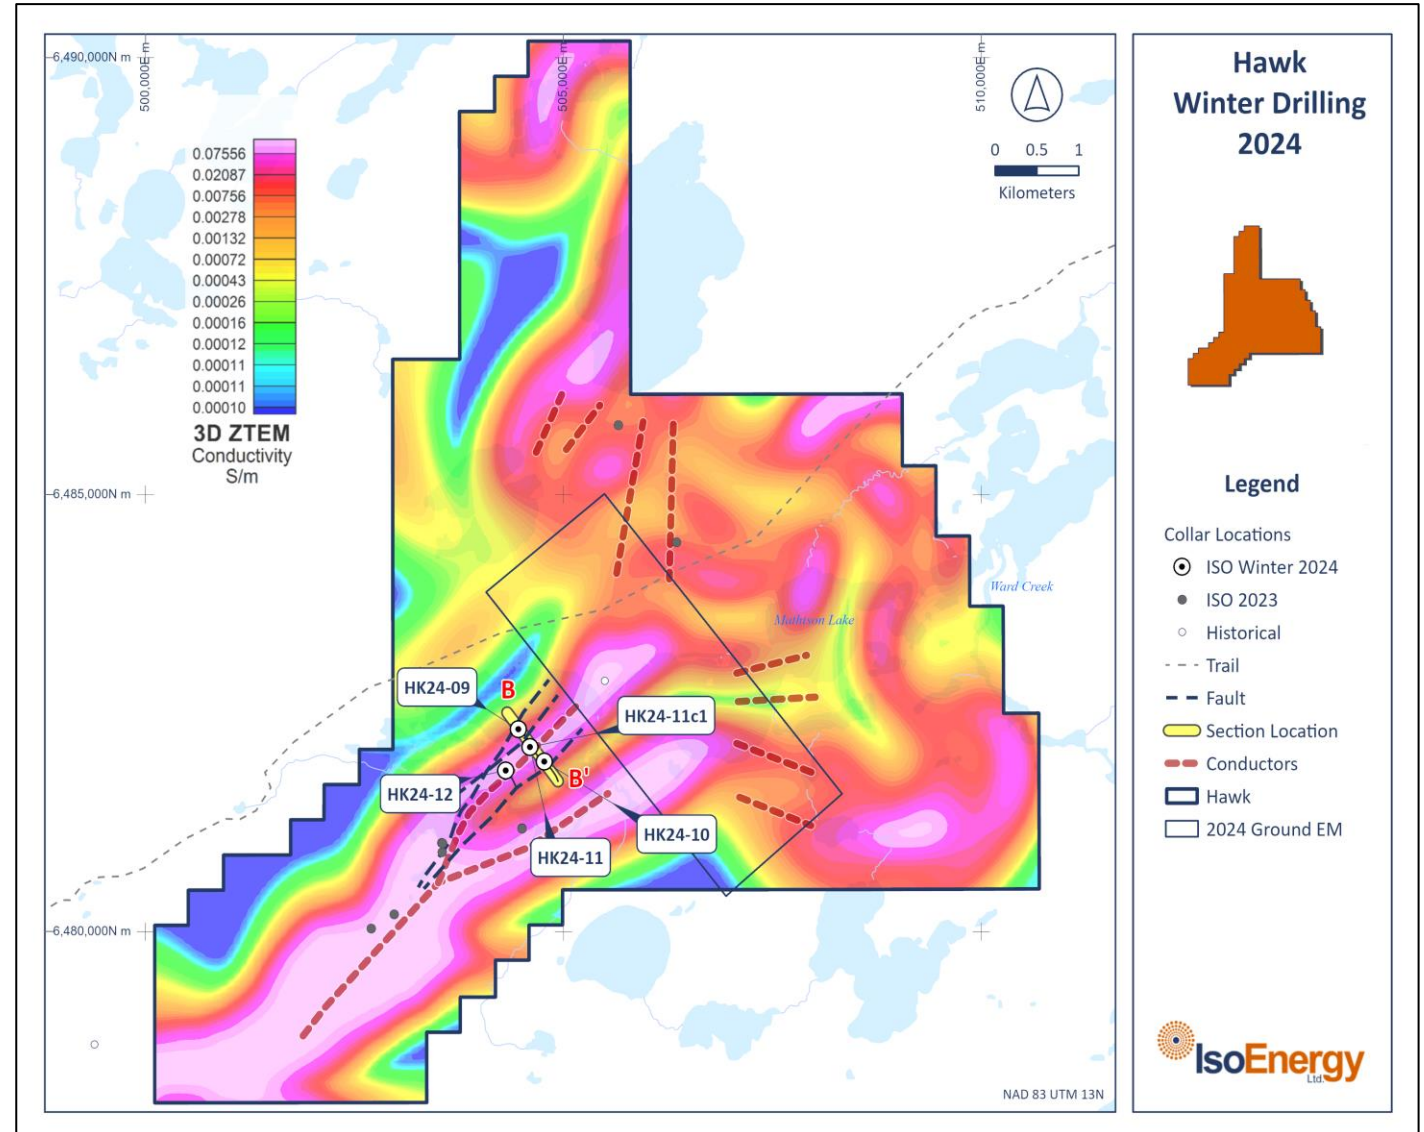 6,490,000N m
500,000E m
505,000E m
510,000E m
0 0.5 1
Kilometers
0.07556
0.02087
0.00756
0.00278
0.00132
0.00072
0.00043
0.00026
0.00016
0.00012
0.00011
0.00011
0.00010
3D ZTEM
Conductivity
S/m
6,485,000N m
Ward Creek
Mathison Lake
HK24-09
B
HK24-11c1
B'
HK24-12
HK24-10
HK24-11
6,480,000N m
NAD 83 UTM 13N
Hawk
Winter Drilling
2024
Legend
Collar Locations
ISO Winter 2024
ISO 2023
Historical
Trail
Fault
Section Location
Conductors
Hawk
2024 Ground EM
IsoEnergy
Ltd.